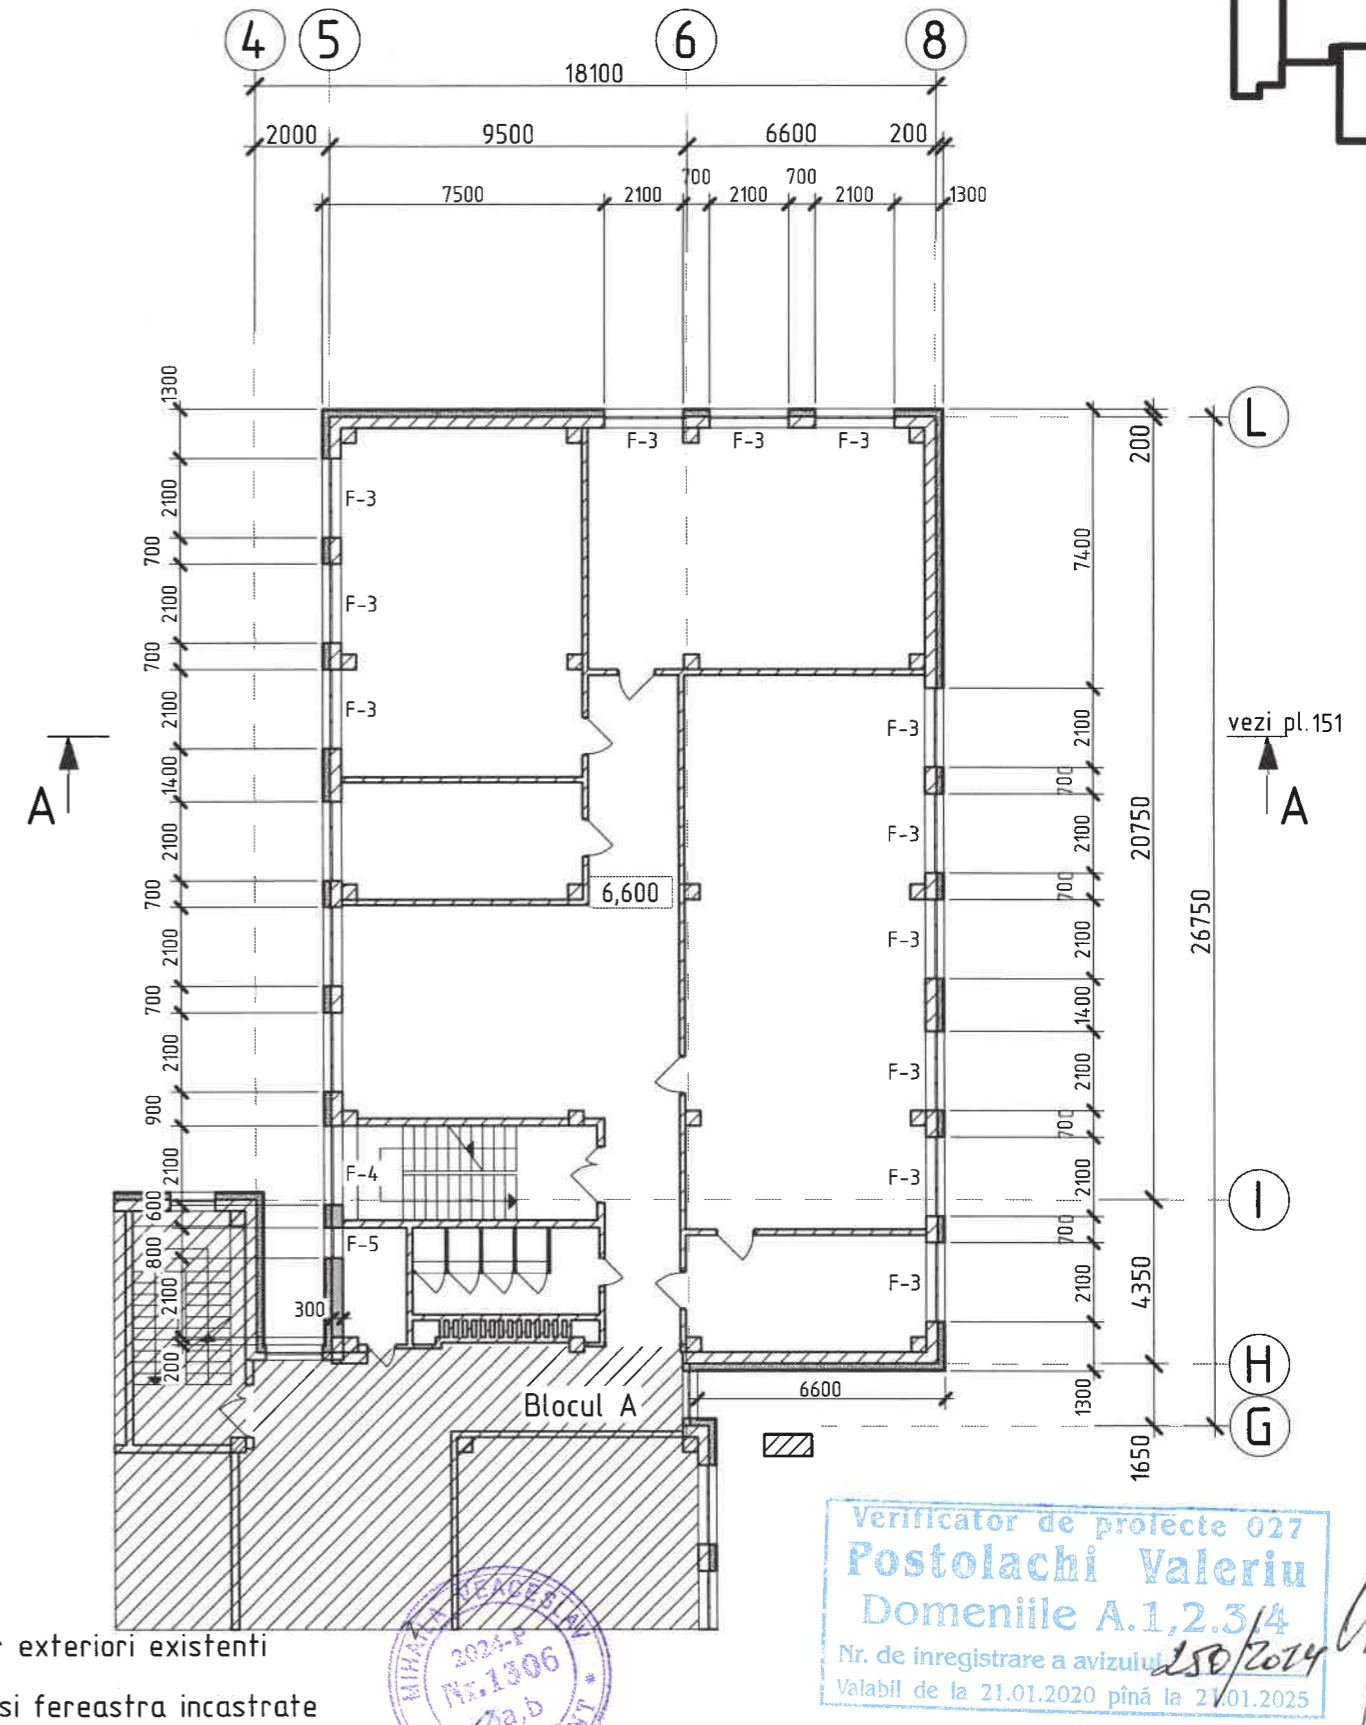 4 5 6 8
18100
2000 9500 6600 200
700 700
7500 2100 2100 2100 1300
L
F-3 F-3 F-3
1300
2100
700
2100
700
2100
1400
2100
700
2100
700
2100
900
2100
600
800
2100
200
F-3
F-3
F-3
F-4
F-5
300
6,600
F-3
F-3
F-3
F-3
F-3
F-3
7400
2100
700
2100
700
2100
1400
2100
700
2100
700
2100
1300
200
20750
4350
1650
26750
vezi pl.151
A A
I
H
G
6600
Blocul A
exteriori existenti
si fereastra incastrate
MIHAILA VEACESLAV
2024-P
Nr.1306
a,b
Verificator de proiecte 027
Postolachi Valeriu
Domeniile A.1,2.3,4
Nr. de inregistrare a avizului 250/2024
Valabil de la 21.01.2020 pînă la 21.01.2025